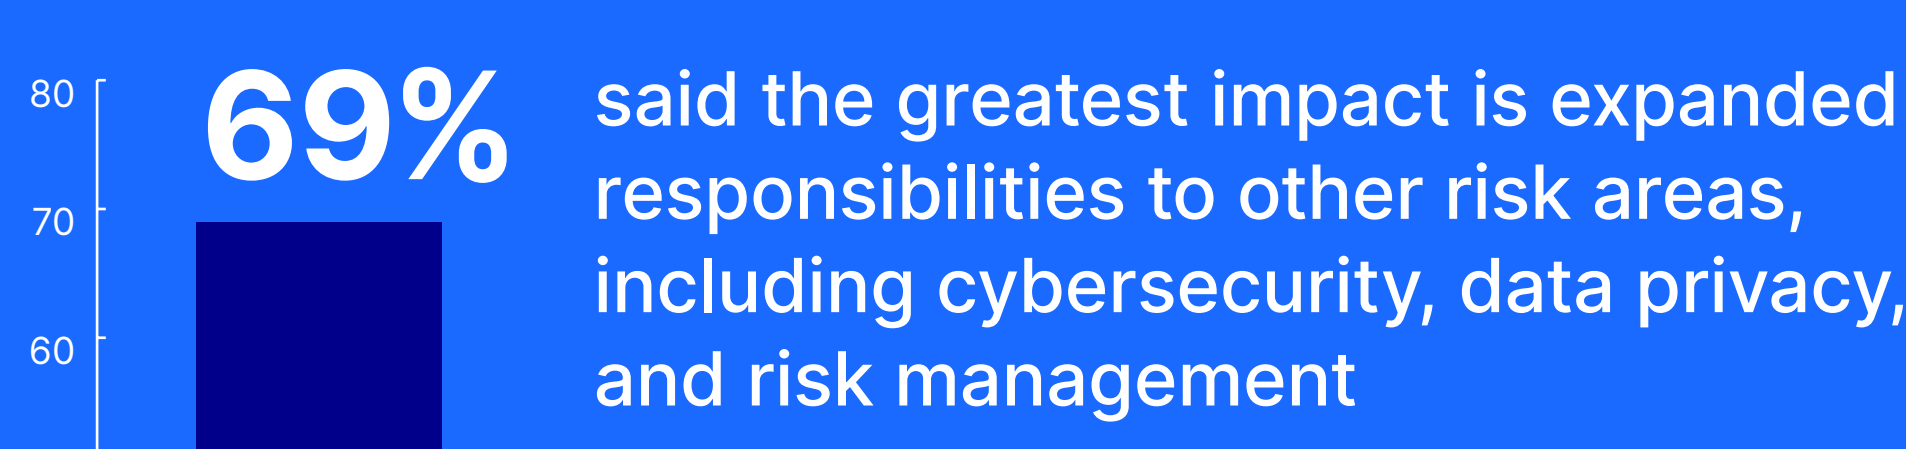 80
69%
said the greatest impact is expanded
responsibilities to other risk areas,
including cybersecurity, data privacy,
and risk management
70
60